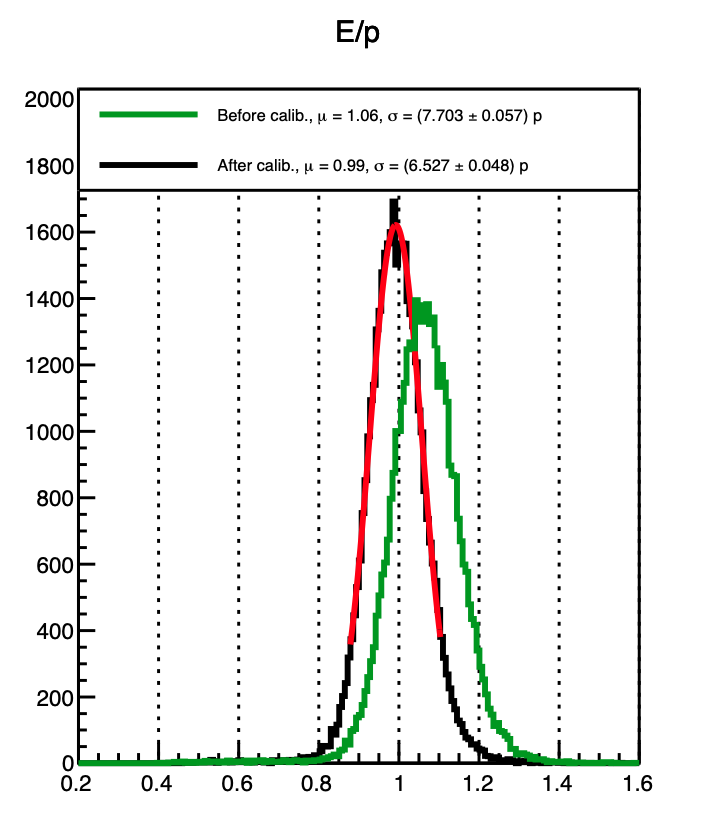 E/p
2000
Before calib., μ = 1.06, σ = (7.703 ± 0.057) p
1800
After calib., μ = 0.99, σ = (6.527 ± 0.048) p
1600
1400
1200
1000
800
600
400
200
0
0.2 0.4 0.6 0.8 1 1.2 1.4 1.6